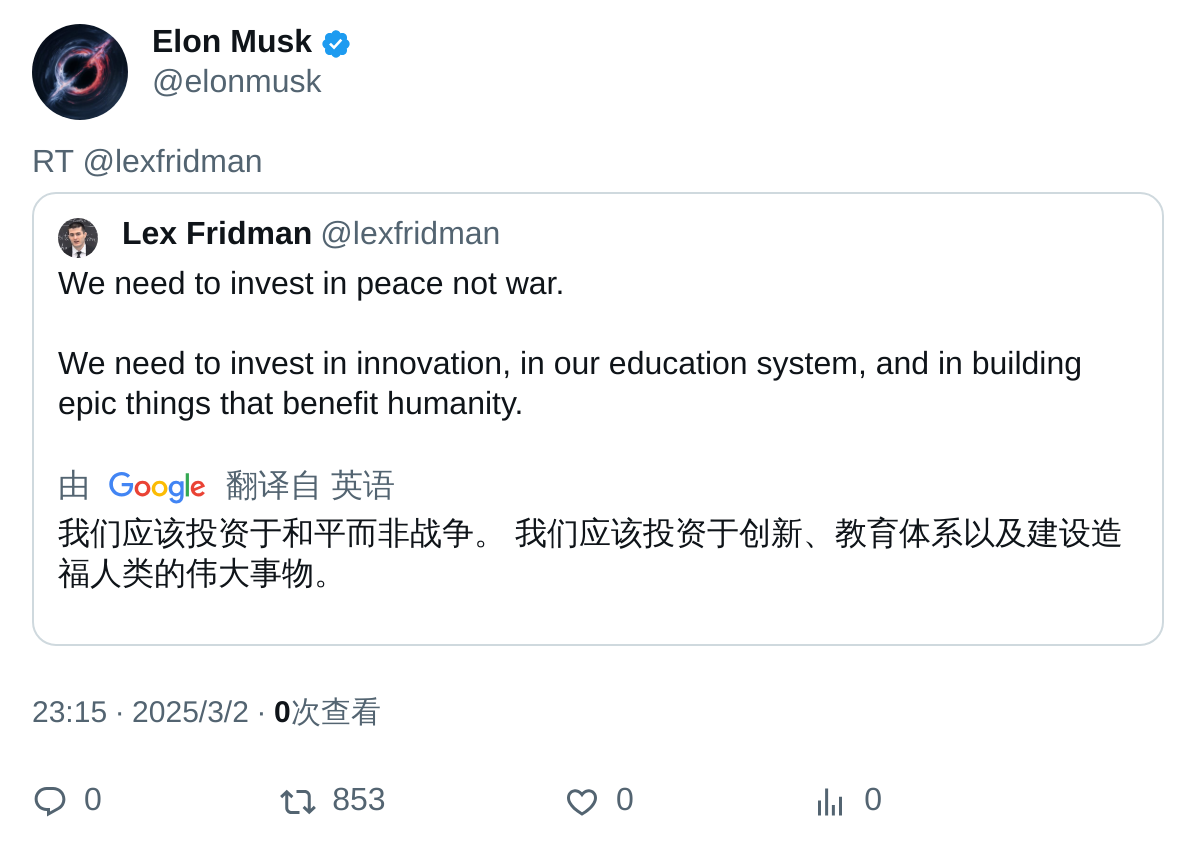 Elon Musk
@elonmusk
RT @lexfridman
Lex Fridman @lexfridman
We need to invest in peace not war.
We need to invest in innovation, in our education system, and in building
epic things that benefit humanity.
由 Google 翻译自 英语
我们应该投资于和平而非战争。 我们应该投资于创新、教育体系以及建设造
福人类的伟大事物。
23:15 · 2025/3/2 · 0次查看
0 853 0 0